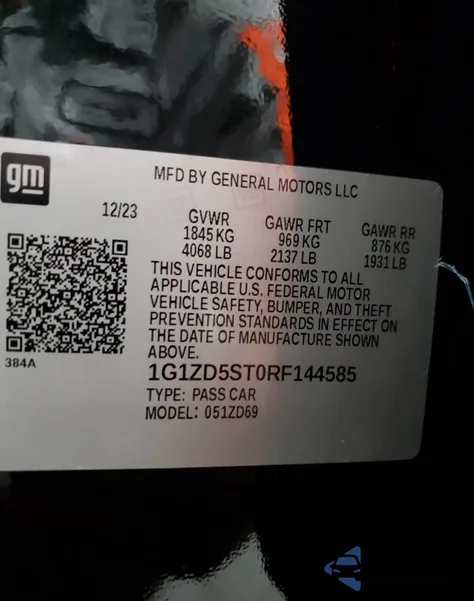 gm
MFD BY GENERAL MOTORS LLC
12/23
GVWR GAWR FRT GAWR RR
1845 KG 969 KG 876 KG
4068 LB 2137 LB 1931 LB
THIS VEHICLE CONFORMS TO ALL
APPLICABLE U.S. FEDERAL MOTOR
VEHICLE SAFETY, BUMPER, AND THEFT
PREVENTION STANDARDS IN EFFECT ON
THE DATE OF MANUFACTURE SHOWN
ABOVE.
384A
1G1ZD5ST0RF144585
TYPE: PASS CAR
MODEL: 051ZD69